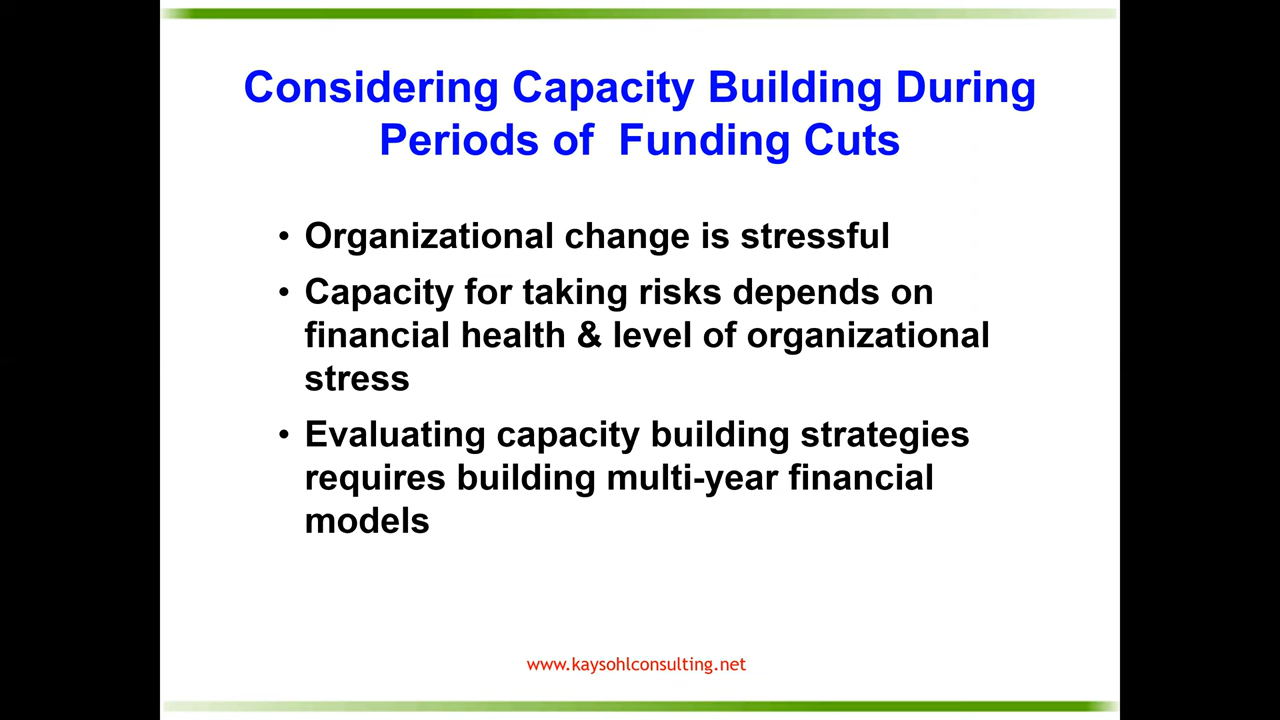 Considering Capacity Building During
Periods of  Funding Cuts
• Organizational change is stressful
• Capacity for taking risks depends on
financial health & level of organizational
stress
• Evaluating capacity building strategies
requires building multi-year financial
models
www.kaysohlconsulting.net